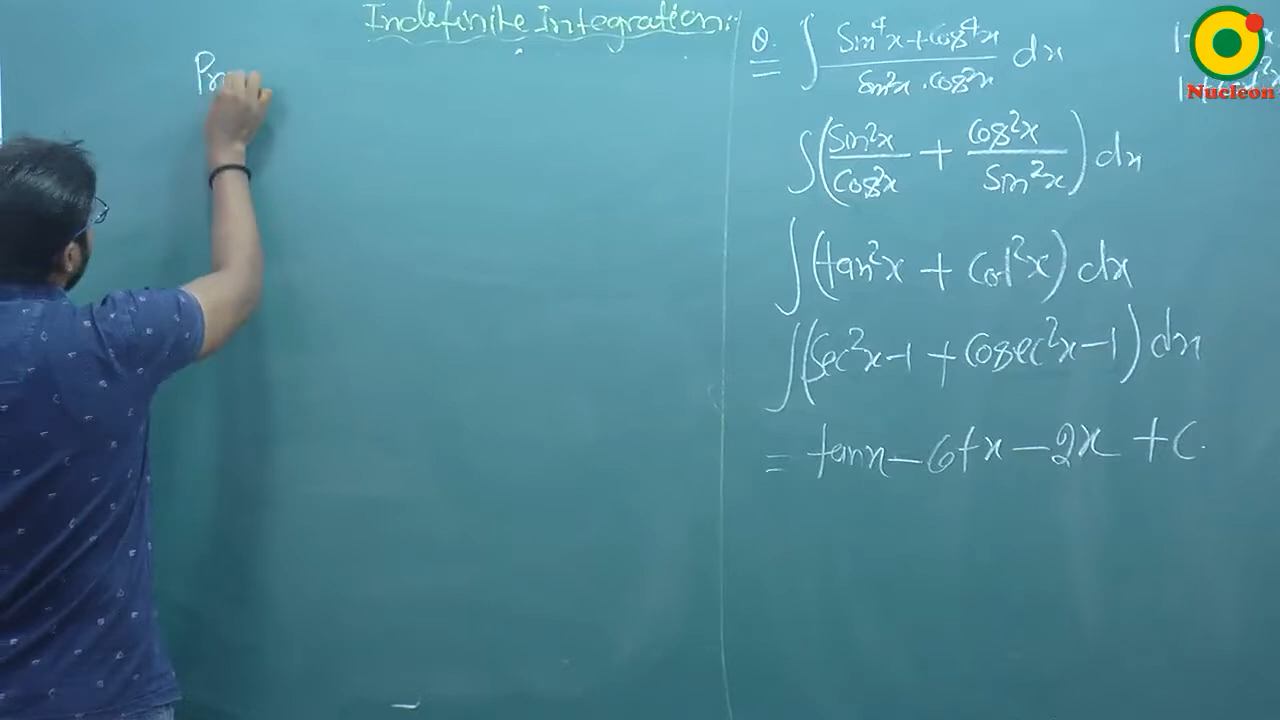 Indefinite Integration:
Pr
Q. ∫ Sin⁴x+Cos⁴x / Sin²x.Cos²x dx
∫(Sin²x/Cos²x + Cos²x/Sin²x) dx
∫(tan²x + Cot²x) dx
∫(Sec²x-1 + Cosec²x-1) dx
= tanx - Cotx - 2x + C.
Nucleon